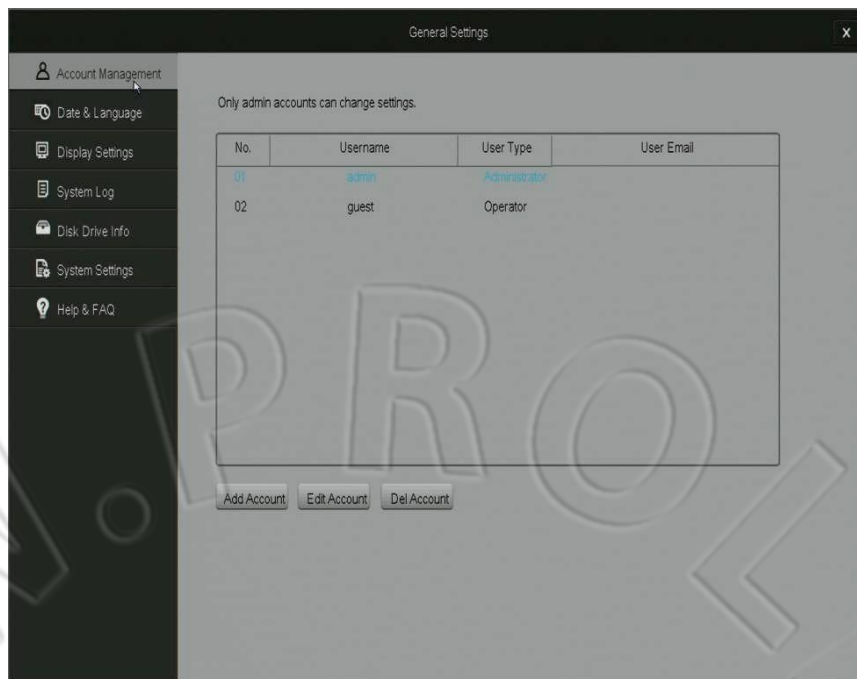 General Settings
X
Account Management
Date & Language
Display Settings
System Log
Disk Drive Info
System Settings
Help & FAQ
Only admin accounts can change settings.
No. Username User Type User Email
01 admin Administrator
02 guest Operator
Add Account Edit Account Del Account
.PROL